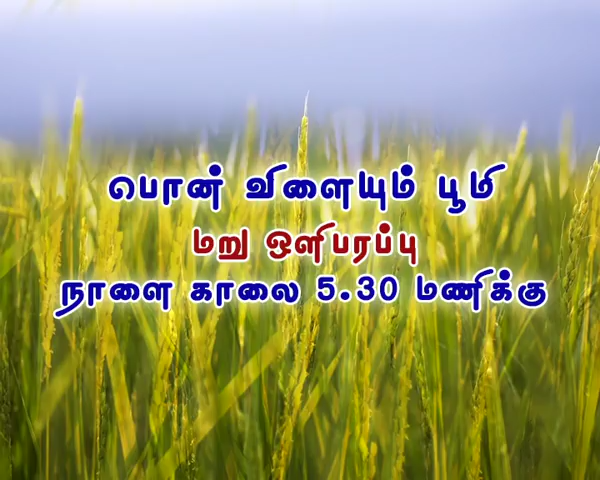 பொன் விளையும் பூமி
மறு ஒளிபரப்பு
நாளை காலை 5.30 மணிக்கு